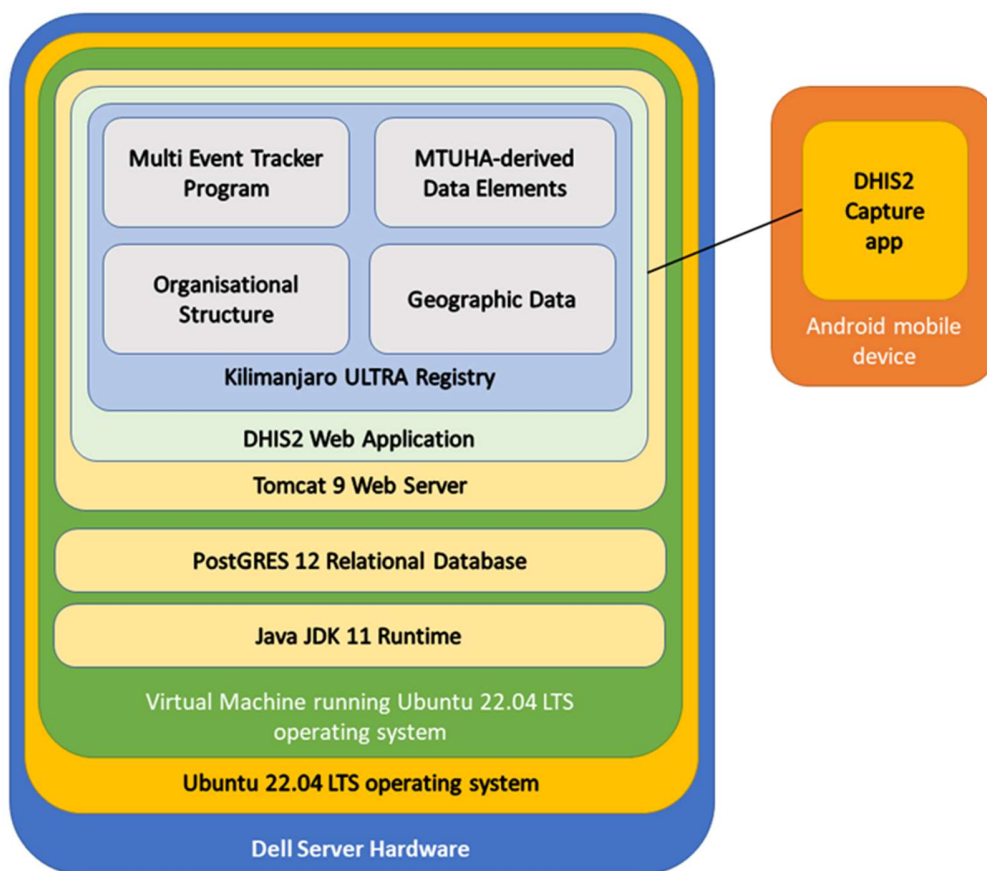 Multi Event Tracker
Program
MTUHA-derived
Data Elements
Organisational
Structure
Geographic Data
Kilimanjaro ULTRA Registry
DHIS2 Web Application
Tomcat 9 Web Server
PostGRES 12 Relational Database
Java JDK 11 Runtime
Virtual Machine running Ubuntu 22.04 LTS
operating system
Ubuntu 22.04 LTS operating system
Dell Server Hardware
DHIS2
Capture
app
Android mobile
device